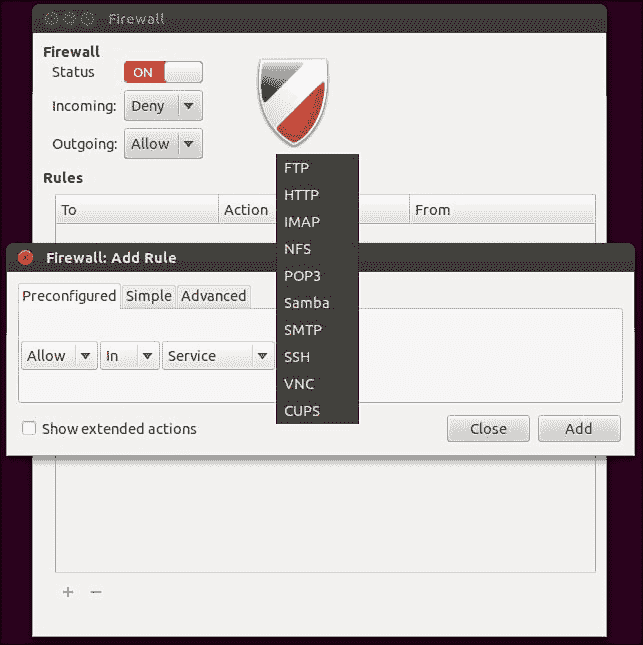 Firewall
Firewall
Status ON
Incoming: Deny
Outgoing: Allow
Rules
To Action From
Firewall: Add Rule
Preconfigured Simple Advanced
Allow In Service
FTP
HTTP
IMAP
NFS
POP3
Samba
SMTP
SSH
VNC
CUPS
Show extended actions
Close Add